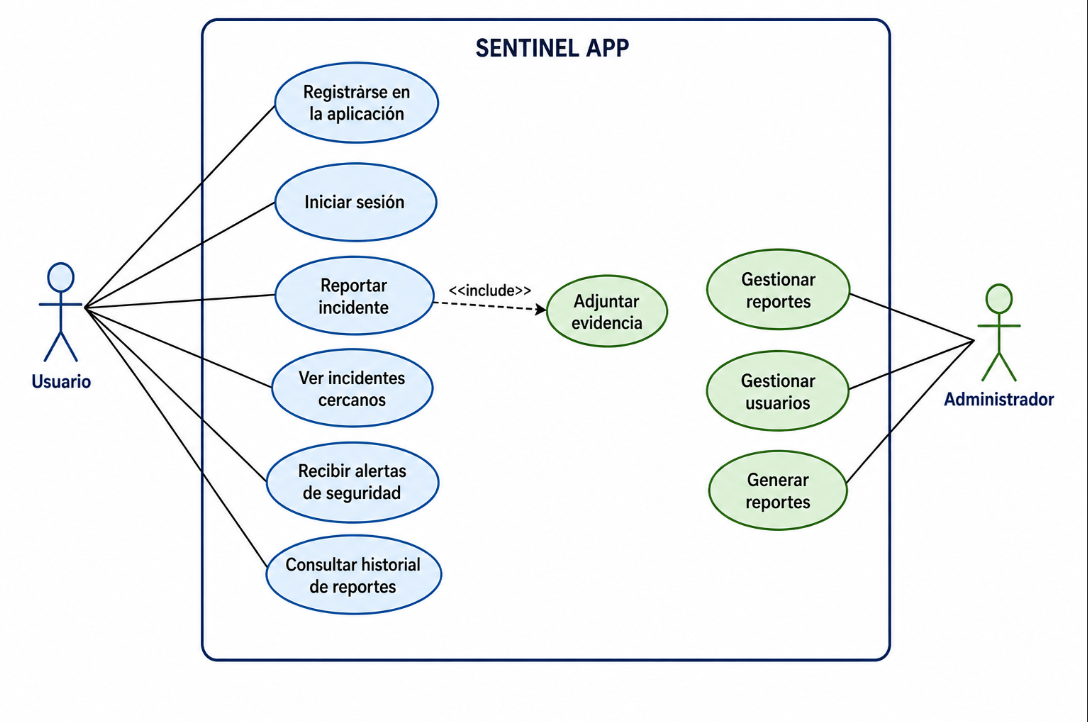 SENTINEL APP
Registrarse en
la aplicación
Iniciar sesión
Reportar
incidente
<<include>>
Adjuntar
evidencia
Ver incidentes
cercanos
Recibir alertas
de seguridad
Consultar historial
de reportes
Usuario
Gestionar
reportes
Gestionar
usuarios
Generar
reportes
Administrador